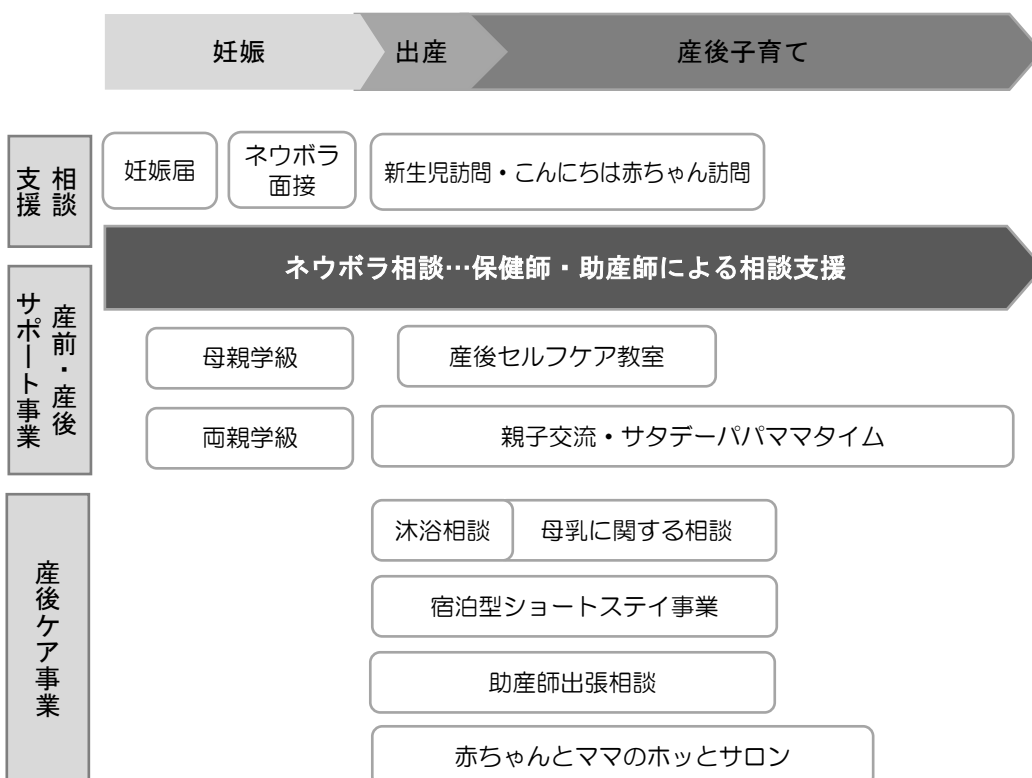 妊娠
出産
産後子育て
相談
支援
妊娠届
ネウボラ
面接
新生児訪問・こんにちは赤ちゃん訪問
ネウボラ相談…保健師・助産師による相談支援
産前・産後
サポート事業
母親学級
産後セルフケア教室
両親学級
親子交流・サタデーパパママタイム
産後ケア事業
沐浴相談
母乳に関する相談
宿泊型ショートステイ事業
助産師出張相談
赤ちゃんとママのホッとサロン